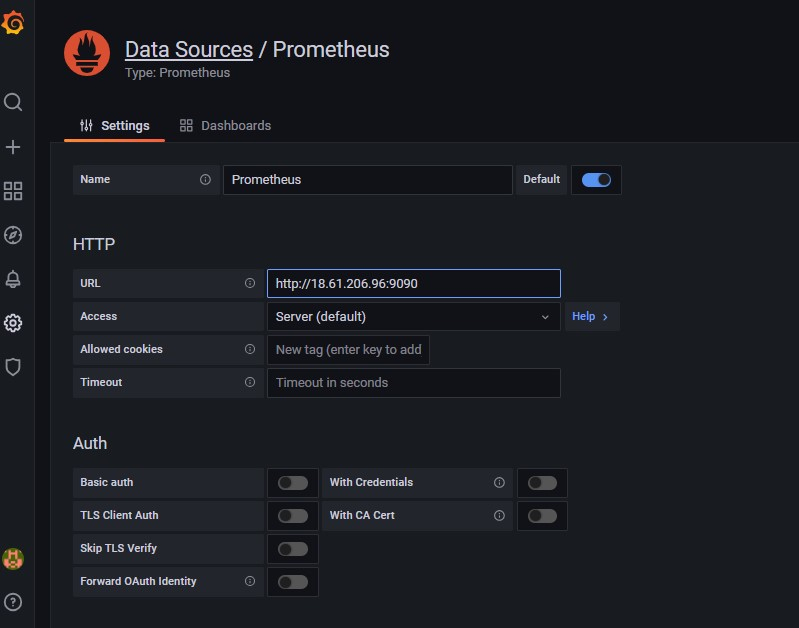 Data Sources / Prometheus
Type: Prometheus
Settings Dashboards
Name Prometheus Default
HTTP
URL http://18.61.206.96:9090
Access Server (default) Help
Allowed cookies New tag (enter key to add
Timeout Timeout in seconds
Auth
Basic auth With Credentials
TLS Client Auth With CA Cert
Skip TLS Verify
Forward OAuth Identity